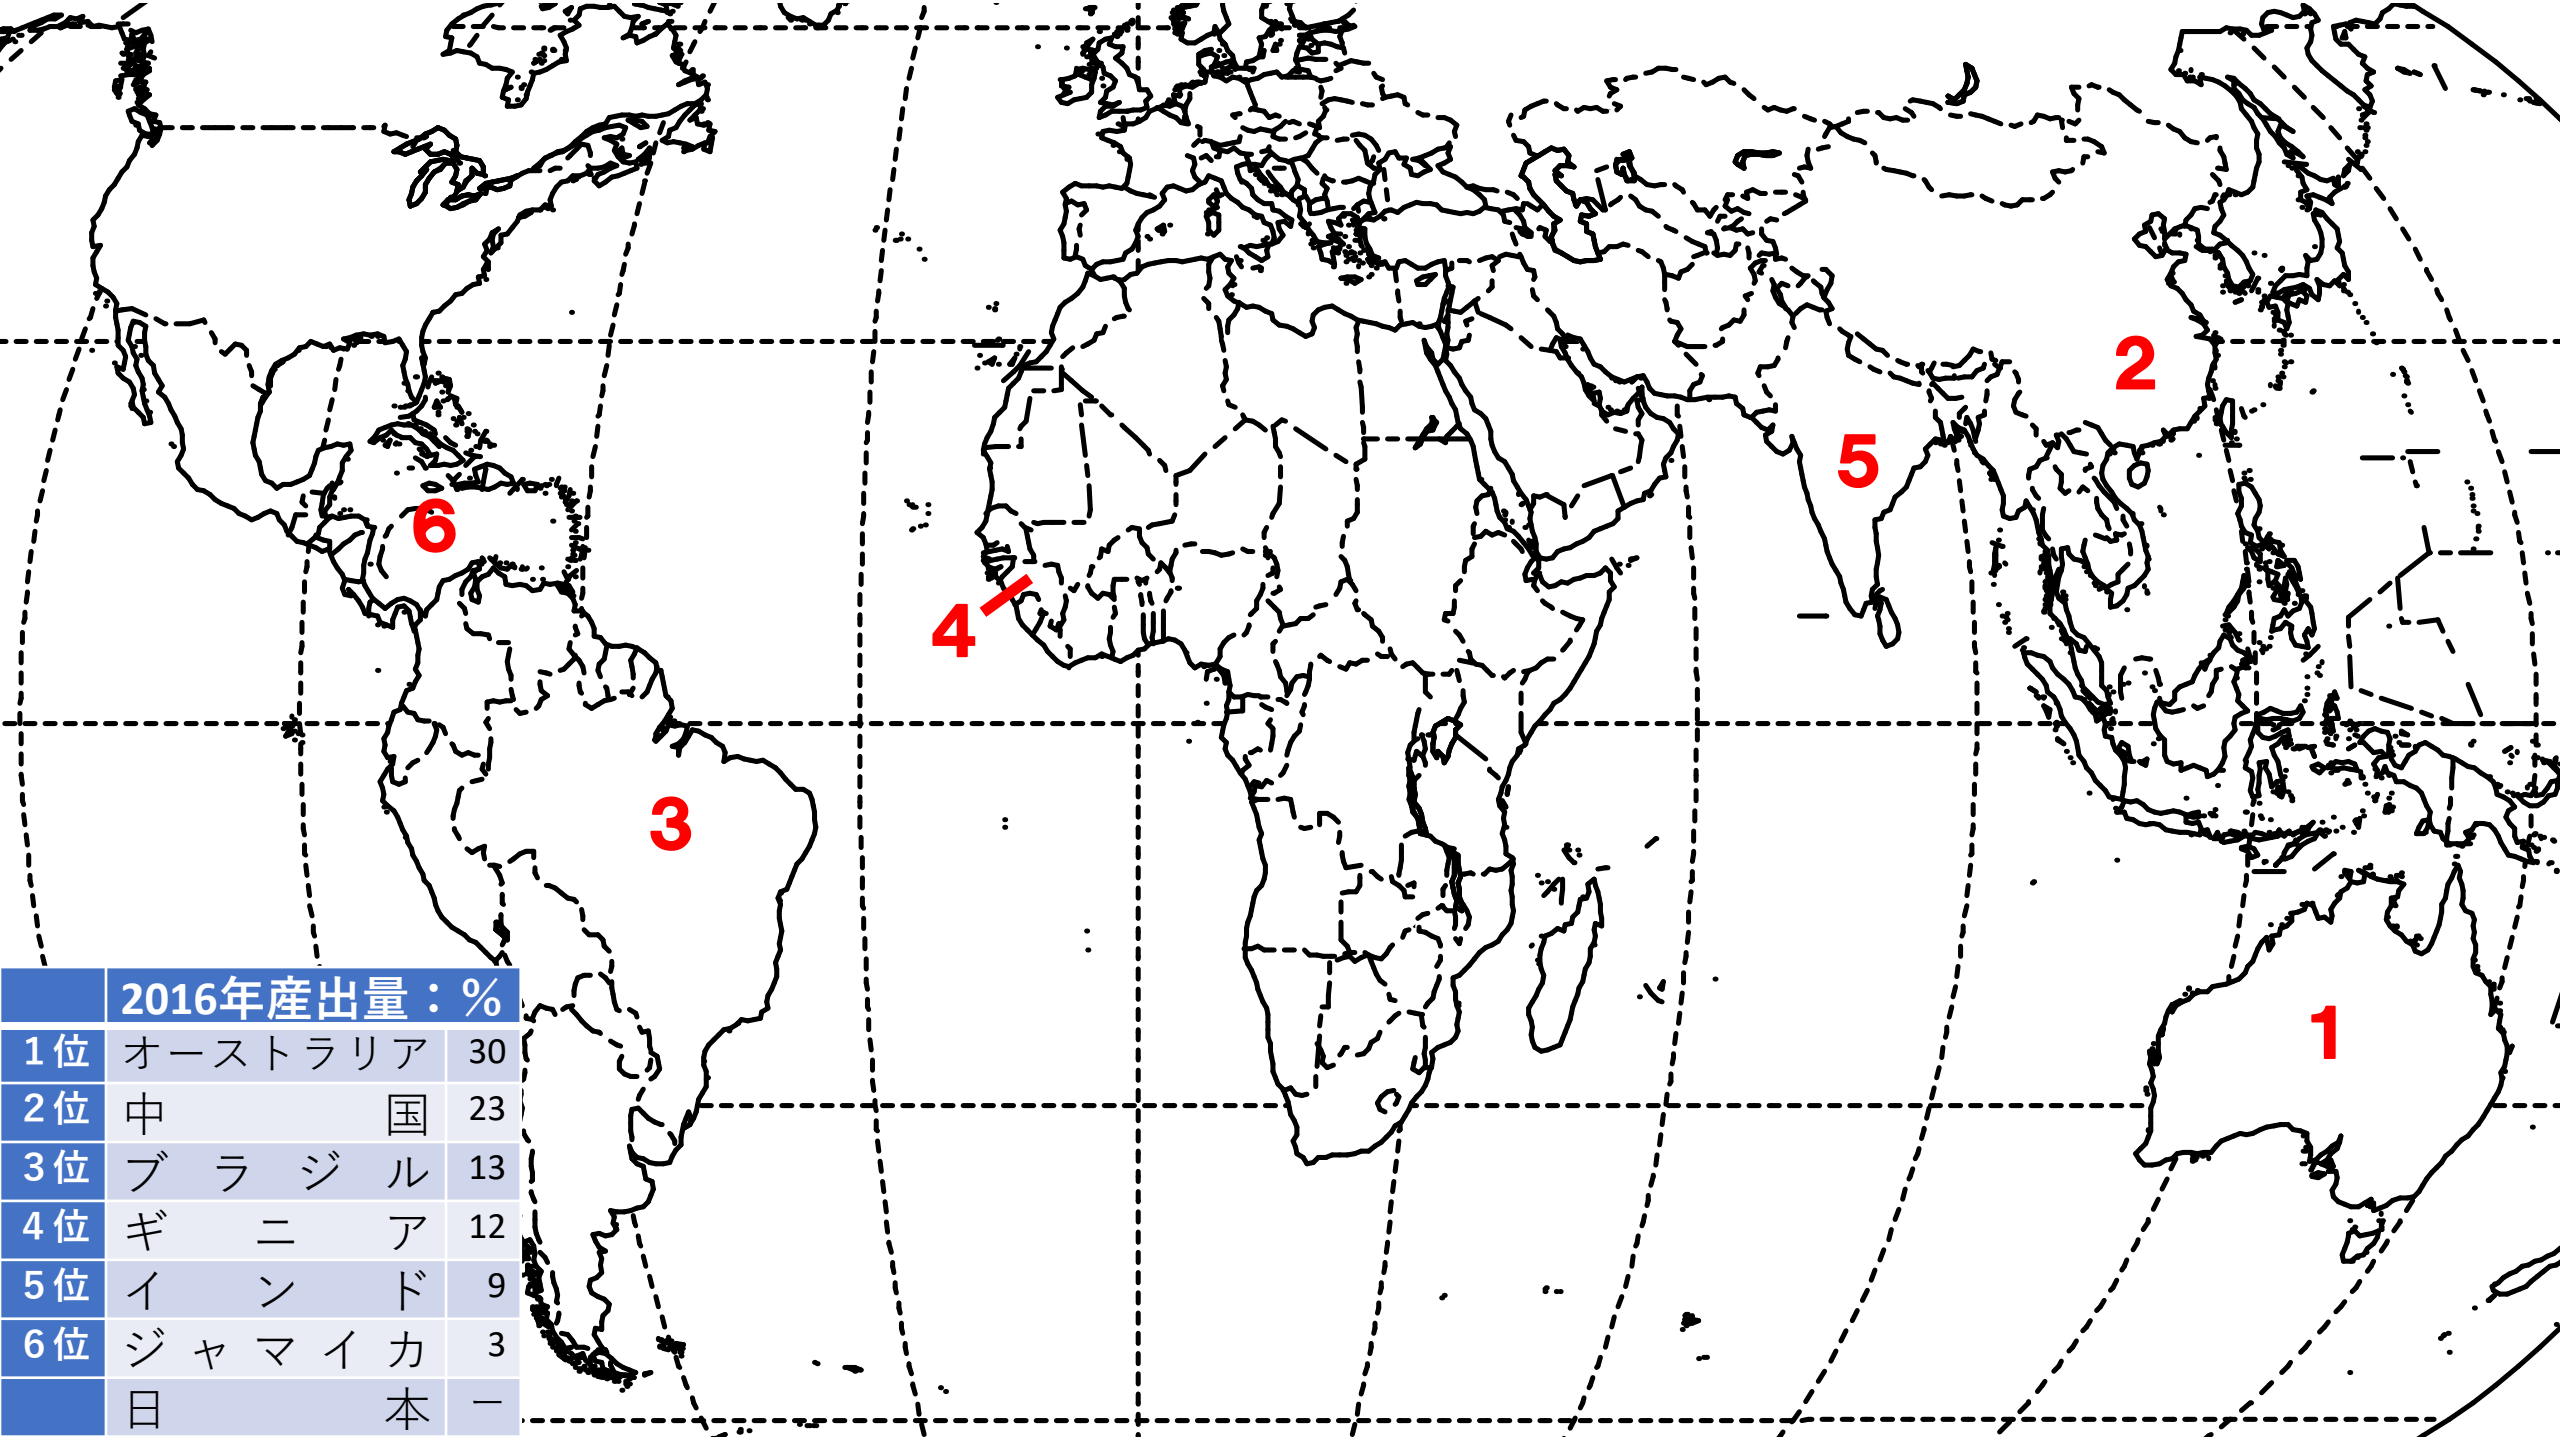 2
5
6
4
3
1
2016年産出量：％
1位 オーストラリア 30
2位 中国 23
3位 ブラジル 13
4位 ギニア 12
5位 インド 9
6位 ジャマイカ 3
日本 －